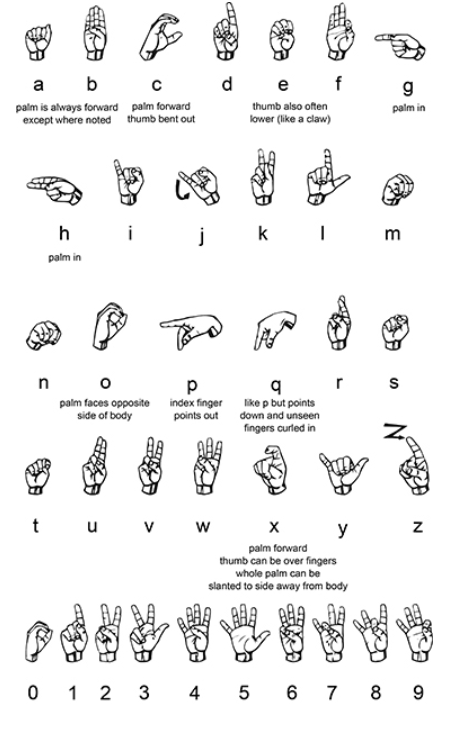 a b c d e f g
palm is always forward
except where noted
palm forward
thumb bent out
thumb also often
lower (like a claw)
palm in
h i j k l m
palm in
n o p q r s
palm faces opposite
side of body
index finger
points out
like p but points
down and unseen
fingers curled in
Z
t u v w x y z
palm forward
thumb can be over fingers
whole palm can be
slanted to side away from body
0 1 2 3 4 5 6 7 8 9